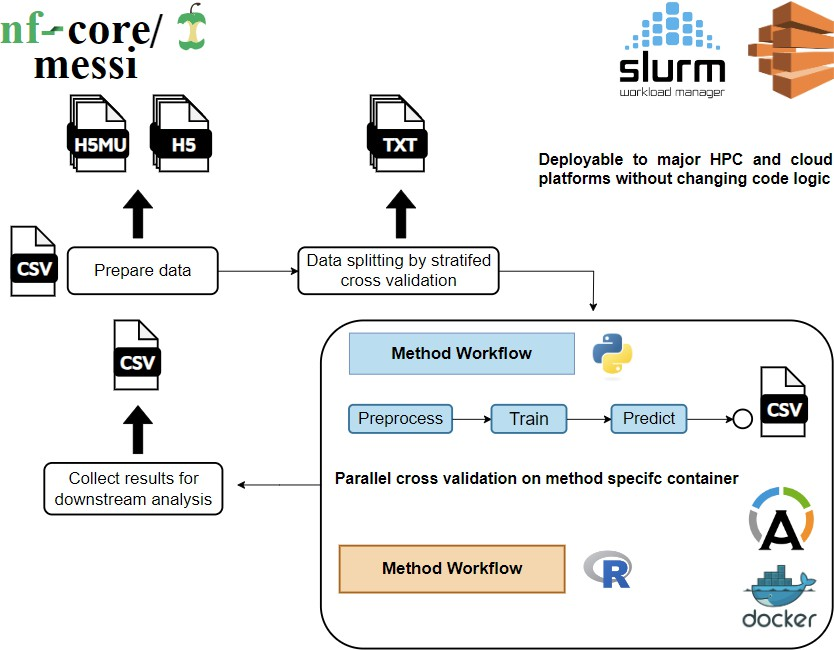 nf-core/
messi
slurm
workload manager
H5MU
H5
TXT
Deployable to major HPC and cloud
platforms without changing code logic
CSV
Prepare data
Data splitting by stratifed
cross validation
CSV
Method Workflow
Preprocess
Train
Predict
CSV
Collect results for
downstream analysis
Parallel cross validation on method specifc container
A
Method Workflow
R
docker